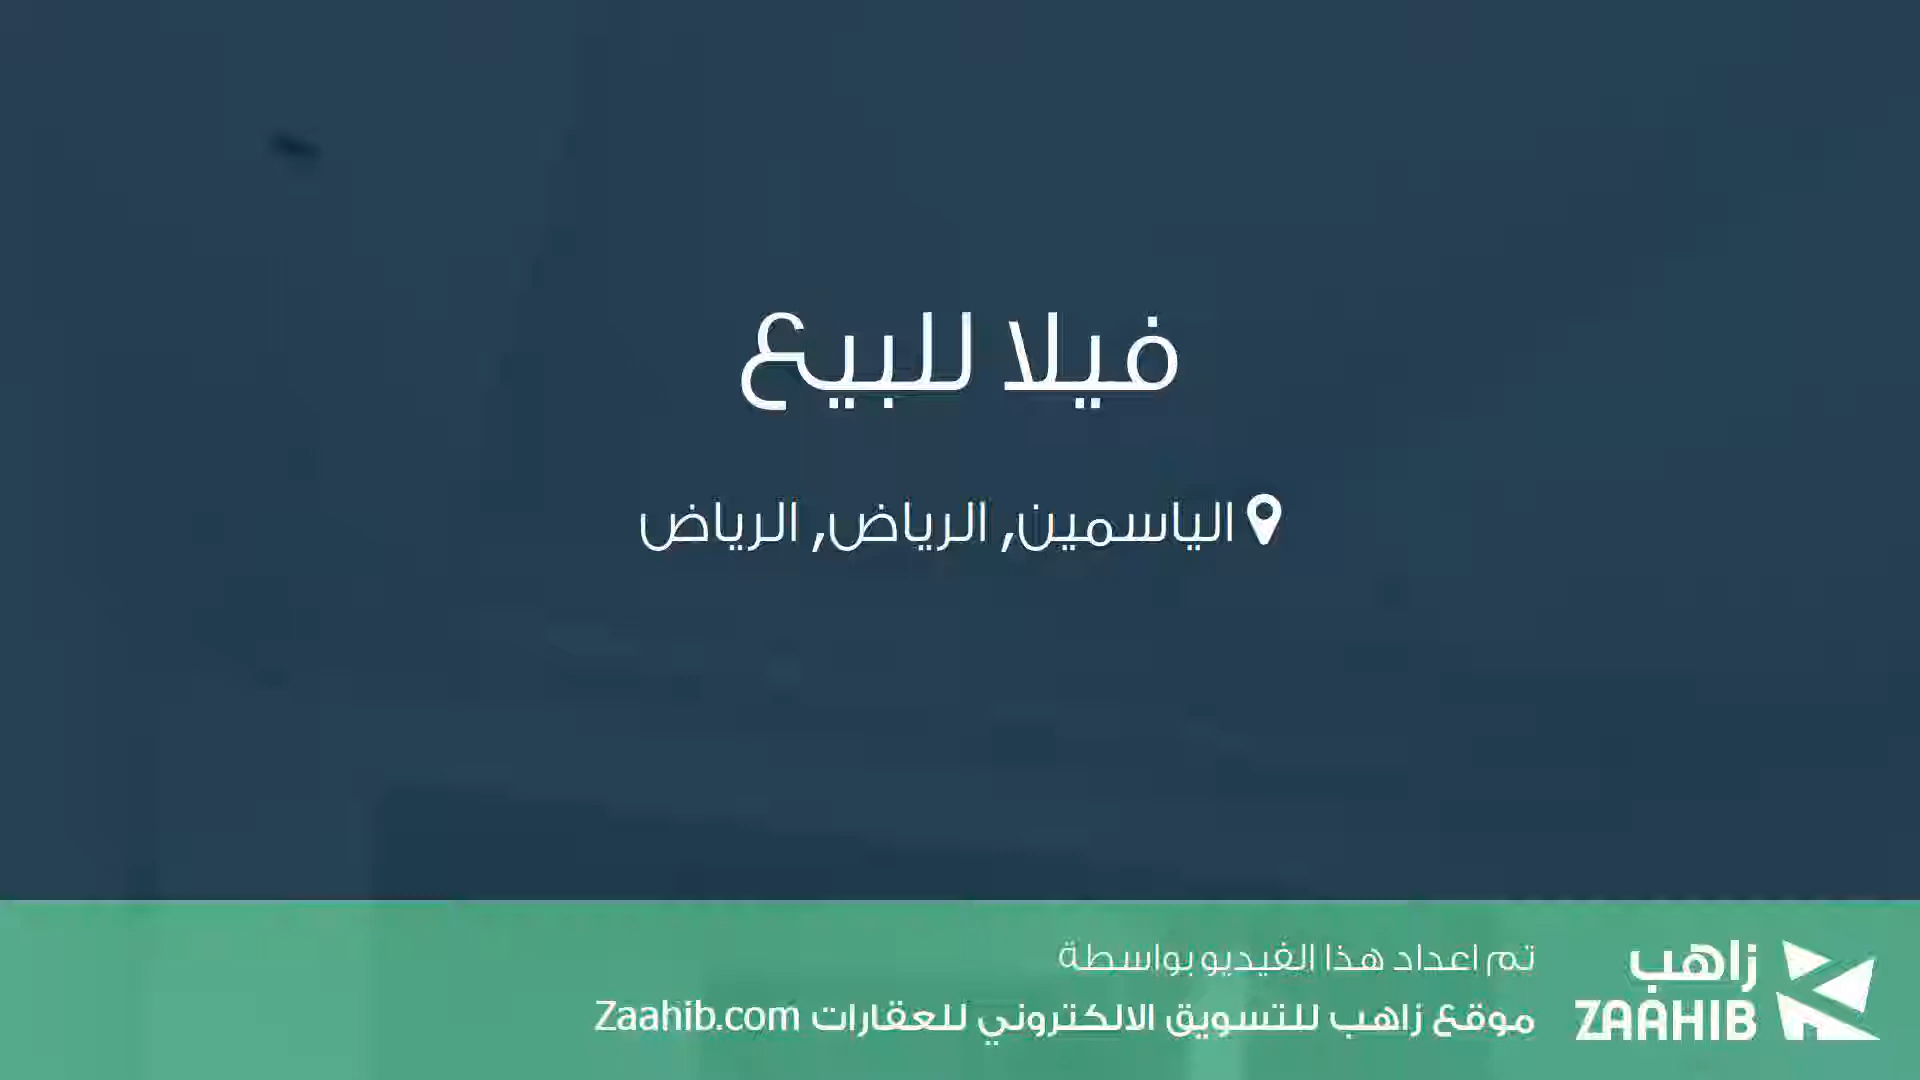 فيلا للبيع
الياسمين, الرياض, الرياض
تم اعداد هذا الفيديو بواسطة
موقع زاهب للتسويق الالكتروني للعقارات Zaahib.com
زاهب
ZAAHIB